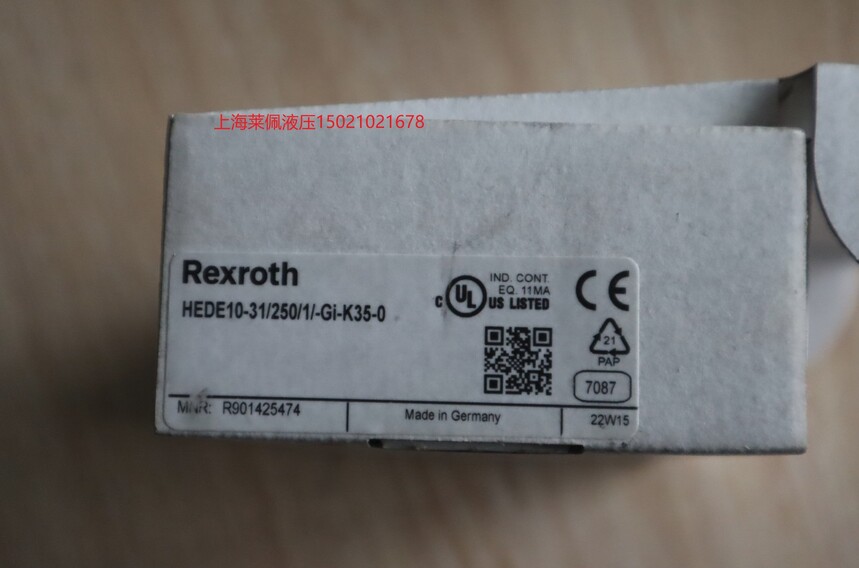 上海莱佩液压15021021678
Rexroth
HEDE10-31/250/1/-Gi-K35-0
C UL US LISTED
IND. CONT.
EQ. 11MA
CE
21
PAP
7087
MNR: R901425474
Made in Germany
22W15